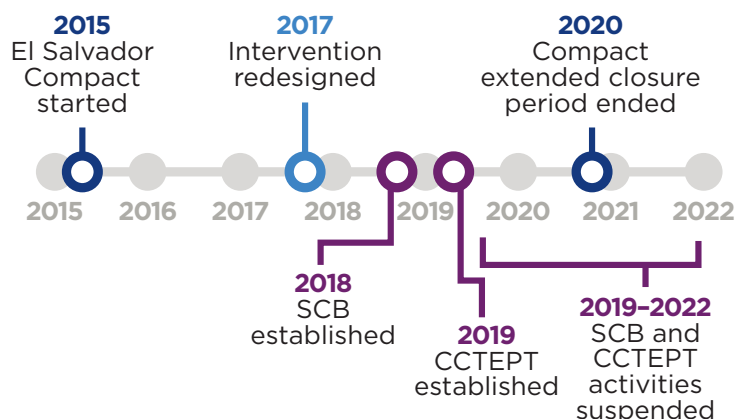 2015
El Salvador
Compact
started
2017
Intervention
redesigned
2020
Compact
extended closure
period ended
2015 2016 2017 2018 2019 2020 2021 2022
2018
SCB
established
2019
CCTEPT
established
2019–2022
SCB and
CCTEPT
activities
suspended